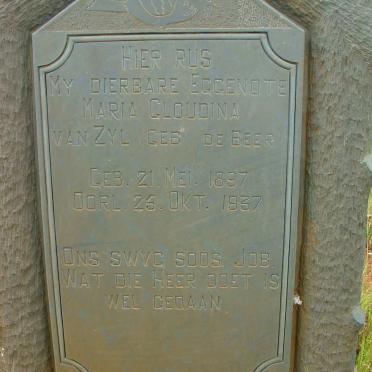 HIER RUS
MY DIERBARE EGGENOTE
MARIA CLOUDINA
VAN ZYL GEB DE BEER
GEB. 21. MEI. 1897
OORL 23. OKT. 1937
ONS SWYG SOOS JOB
WAT DIE HEER DOET IS
WEL GEDAAN